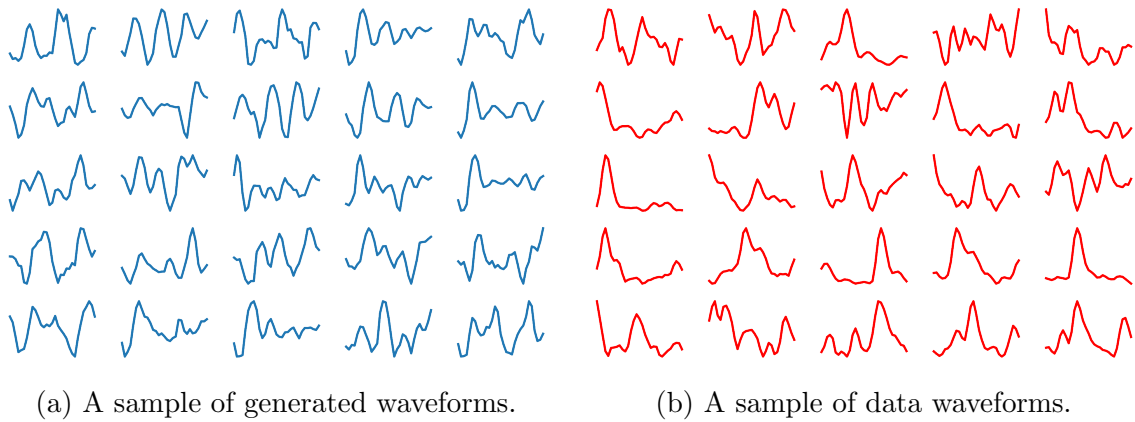 (a) A sample of generated waveforms.
(b) A sample of data waveforms.